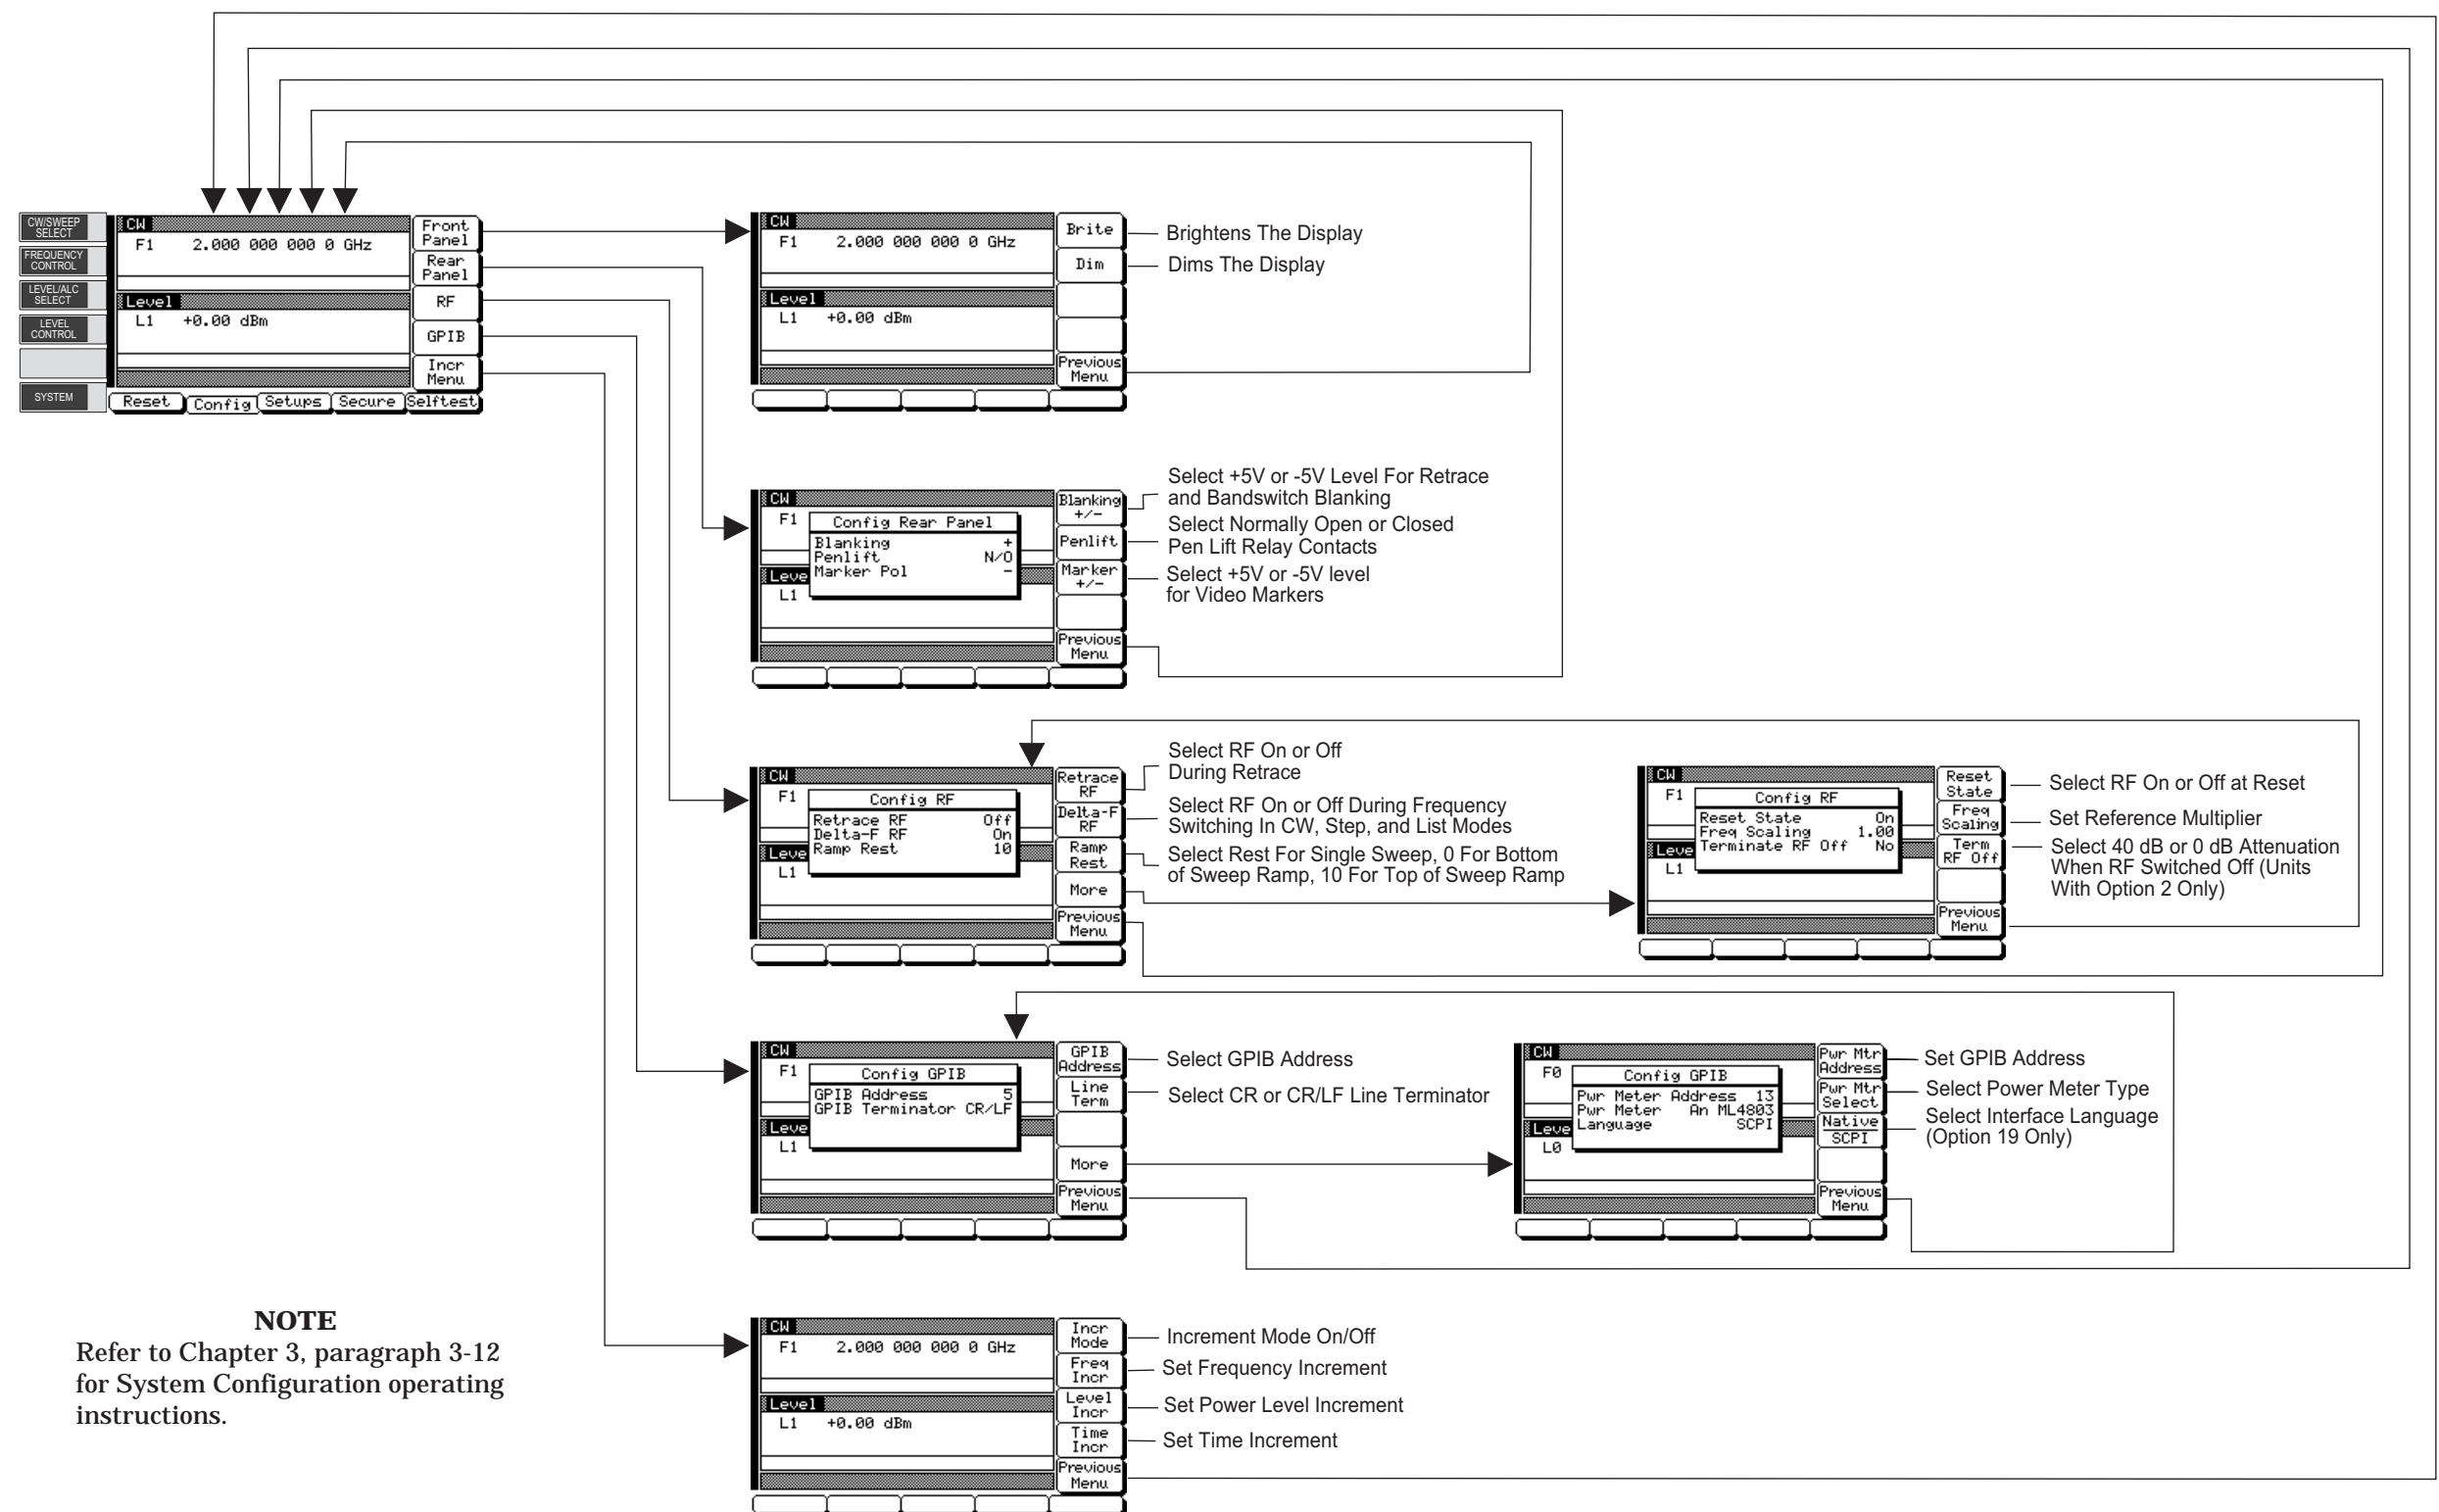 CW/SWEEP
SELECT
FREQUENCY
CONTROL
LEVEL/ALC
SELECT
LEVEL
CONTROL
SYSTEM
CW
F1 2.000 000 000 0 GHz
Level
L1 +0.00 dBm
Front
Panel
Rear
Panel
RF
GPIB
Incr
Menu
Reset Config Setups Secure Selftest
CW
F1 2.000 000 000 0 GHz
Level
L1 +0.00 dBm
Brite
Dim
Previous
Menu
Brightens The Display
Dims The Display
CW
F1
Config Rear Panel
Blanking +
Penlift N/O
Marker Pol -
Leve
L1
Blanking
+/-
Penlift
Marker
+/-
Previous
Menu
Select +5V or -5V Level For Retrace
and Bandswitch Blanking
Select Normally Open or Closed
Pen Lift Relay Contacts
Select +5V or -5V level
for Video Markers
CW
F1
Config RF
Retrace RF Off
Delta-F RF On
Ramp Rest 10
Leve
L1
Retrace
RF
Delta-F
RF
Ramp
Rest
More
Previous
Menu
Select RF On or Off
During Retrace
Select RF On or Off During Frequency
Switching In CW, Step, and List Modes
Select Rest For Single Sweep, 0 For Bottom
of Sweep Ramp, 10 For Top of Sweep Ramp
CW
F1
Config RF
Reset State On
Freq Scaling 1.00
Terminate RF Off No
Leve
L1
Reset
State
Freq
Scaling
Term
RF Off
Previous
Menu
Select RF On or Off at Reset
Set Reference Multiplier
Select 40 dB or 0 dB Attenuation
When RF Switched Off (Units
With Option 2 Only)
CW
F1
Config GPIB
GPIB Address 5
GPIB Terminator CR/LF
Leve
L1
GPIB
Address
Line
Term
More
Previous
Menu
Select GPIB Address
Select CR or CR/LF Line Terminator
CW
F0
Config GPIB
Pwr Meter Address 13
Pwr Meter An ML4803
Language SCPI
Leve
L0
Pwr Mtr
Address
Pwr Mtr
Select
Native
SCPI
Previous
Menu
Set GPIB Address
Select Power Meter Type
Select Interface Language
(Option 19 Only)
CW
F1 2.000 000 000 0 GHz
Level
L1 +0.00 dBm
Incr
Mode
Freq
Incr
Level
Incr
Time
Incr
Previous
Menu
Increment Mode On/Off
Set Frequency Increment
Set Power Level Increment
Set Time Increment
NOTE
Refer to Chapter 3, paragraph 3-12
for System Configuration operating
instructions.